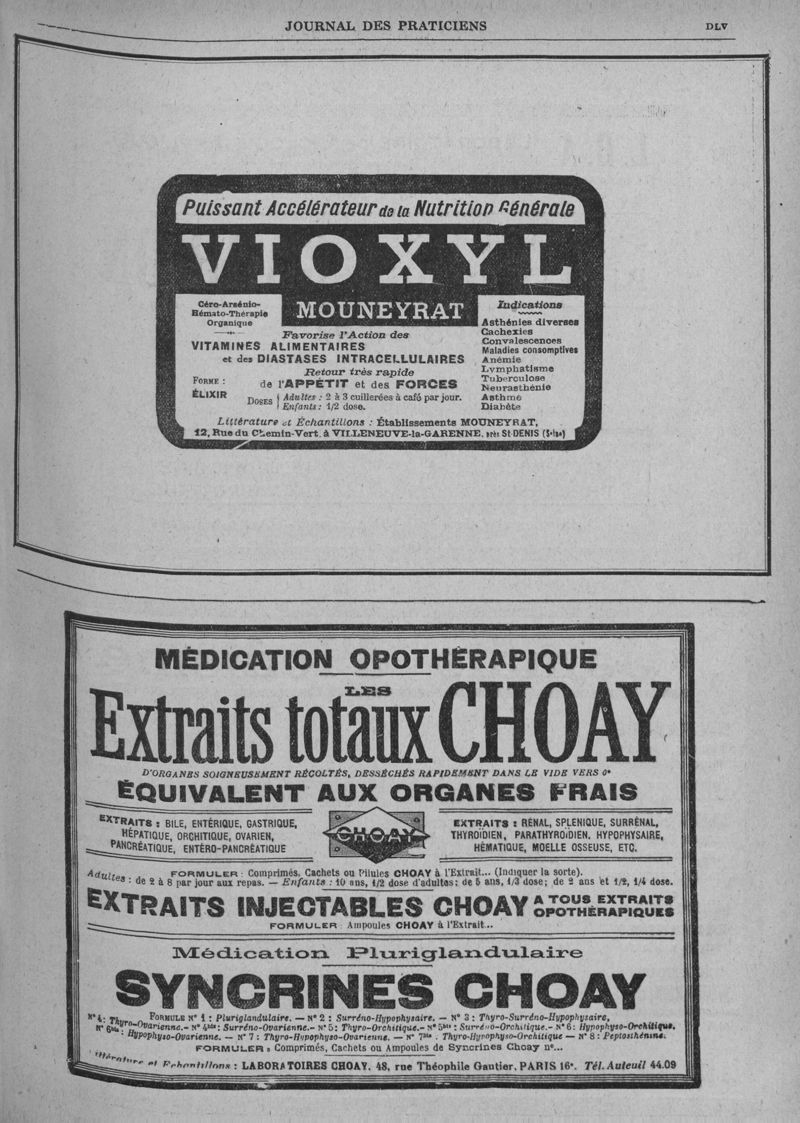 JOURNAL DES PRATICIENS
DLV
Puissant Accélérateur de la Nutrition Générale
VIOXYL
MOUNEYRAT
Céro-Arsénio-
Hémato-Thérapie
Organique
Favorise l'Action des
VITAMINES ALIMENTAIRES
et des DIASTASES INTRACELLULAIRES
Retour très rapide
de l'APPÉTIT et des FORCES
FORME :
ÉLIXIR
DOSES { Adultes : 2 à 3 cuillerées à café par jour.
Enfants : 1/2 dose.
Indications
Asthénies diverses
Cachexies
Convalescences
Maladies consomptives
Anémie
Lymphatisme
Tuberculose
Neurasthénie
Asthme
Diabète
Littérature et Échantillons : Établissements MOUNEYRAT,
12, Rue du Chemin-Vert, à VILLENEUVE-la-GARENNE, près St-DENIS (Seine)
MÉDICATION OPOTHÉRAPIQUE
LES
Extraits totaux CHOAY
D'ORGANES SOIGNEUSEMENT RÉCOLTÉS, DESSÉCHÉS RAPIDEMENT DANS LE VIDE VERS 0°
ÉQUIVALENT AUX ORGANES FRAIS
EXTRAITS : BILE, ENTÉRIQUE, GASTRIQUE,
HÉPATIQUE, ORCHITIQUE, OVARIEN,
PANCRÉATIQUE, ENTÉRO-PANCRÉATIQUE
CHOAY
EXTRAITS : RÉNAL, SPLENIQUE, SURRÉNAL,
THYROÏDIEN, PARATHYROÏDIEN, HYPOPHYSAIRE,
HÉMATIQUE, MOELLE OSSEUSE, ETC.
FORMULER : Comprimés, Cachets ou Pilules CHOAY à l'Extrait... (Indiquer la sorte).
Adultes : de 2 à 8 par jour aux repas. — Enfants : 10 ans, 1/2 dose d'adultes; de 5 ans, 1/3 dose; de 2 ans et 1/2, 1/4 dose.
EXTRAITS INJECTABLES CHOAY A TOUS EXTRAITS
OPOTHÉRAPIQUES
FORMULER : Ampoules CHOAY à l'Extrait...
Médication Pluriglandulaire
SYNCRINES CHOAY
FORMULE N° 1 : Pluriglandulaire. — N° 2 : Surréno-Hypophysaire. — N° 3 : Thyro-Surréno-Hypophysaire,
N° 4 : Thyro-Ovarienne. — N° 4bis : Surréno-Ovarienne. — N° 5 : Thyro-Orchitique. - N° 5bis : Surréno-Orchitique. - N° 6 : Hypophyso-Orchitique.
N° 6bis : Hypophyso-Ovarienne. — N° 7 : Thyro-Hypophyso-Ovarienne. — N° 7bis : Thyro-Hypophyso-Orchitique — N° 8 : Peptosthénine.
FORMULER : Comprimés, Cachets ou Ampoules de Syncrines Choay n°...
Littérature et Echantillons : LABORATOIRES CHOAY, 48, rue Théophile Gautier, PARIS 16°. Tél. Auteuil 44.09